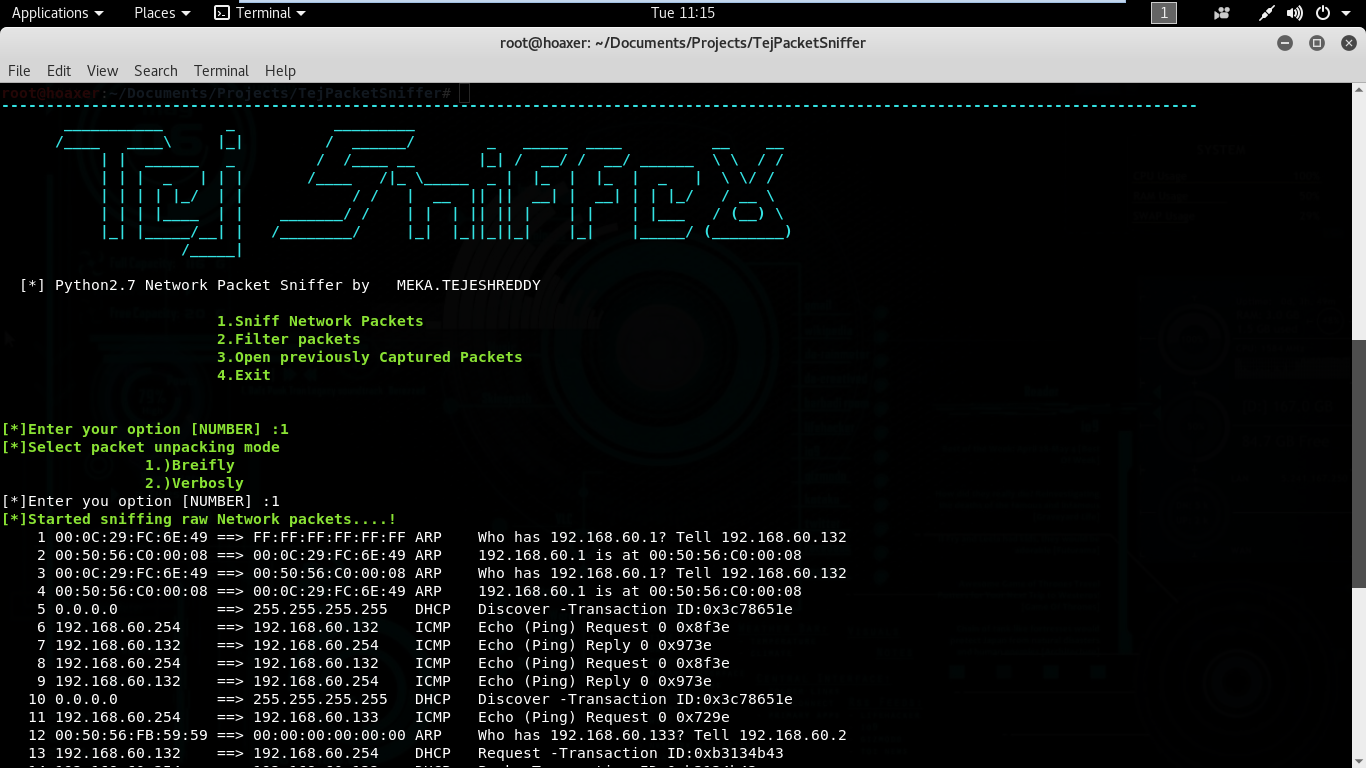 Applications Places Terminal Tue 11:15 1
root@hoaxer: ~/Documents/Projects/TejPacketSniffer
File Edit View Search Terminal Help
root@hoaxer:~/Documents/Projects/TejPacketSniffer#
Tej Sniffer
[*] Python2.7 Network Packet Sniffer by MEKA.TEJESHREDDY
1.Sniff Network Packets
2.Filter packets
3.Open previously Captured Packets
4.Exit
[*]Enter your option [NUMBER] :1
[*]Select packet unpacking mode
1.)Breifly
2.)Verbosly
[*]Enter you option [NUMBER] :1
[*]Started sniffing raw Network packets....!
1 00:0C:29:FC:6E:49 ==> FF:FF:FF:FF:FF:FF ARP Who has 192.168.60.1? Tell 192.168.60.132
2 00:50:56:C0:00:08 ==> 00:0C:29:FC:6E:49 ARP 192.168.60.1 is at 00:50:56:C0:00:08
3 00:0C:29:FC:6E:49 ==> 00:50:56:C0:00:08 ARP Who has 192.168.60.1? Tell 192.168.60.132
4 00:50:56:C0:00:08 ==> 00:0C:29:FC:6E:49 ARP 192.168.60.1 is at 00:50:56:C0:00:08
5 0.0.0.0 ==> 255.255.255.255 DHCP Discover -Transaction ID:0x3c78651e
6 192.168.60.254 ==> 192.168.60.132 ICMP Echo (Ping) Request 0 0x8f3e
7 192.168.60.132 ==> 192.168.60.254 ICMP Echo (Ping) Reply 0 0x973e
8 192.168.60.254 ==> 192.168.60.132 ICMP Echo (Ping) Request 0 0x8f3e
9 192.168.60.132 ==> 192.168.60.254 ICMP Echo (Ping) Reply 0 0x973e
10 0.0.0.0 ==> 255.255.255.255 DHCP Discover -Transaction ID:0x3c78651e
11 192.168.60.254 ==> 192.168.60.133 ICMP Echo (Ping) Request 0 0x729e
12 00:50:56:FB:59:59 ==> 00:00:00:00:00:00 ARP Who has 192.168.60.133? Tell 192.168.60.2
13 192.168.60.132 ==> 192.168.60.254 DHCP Request -Transaction ID:0xb3134b43